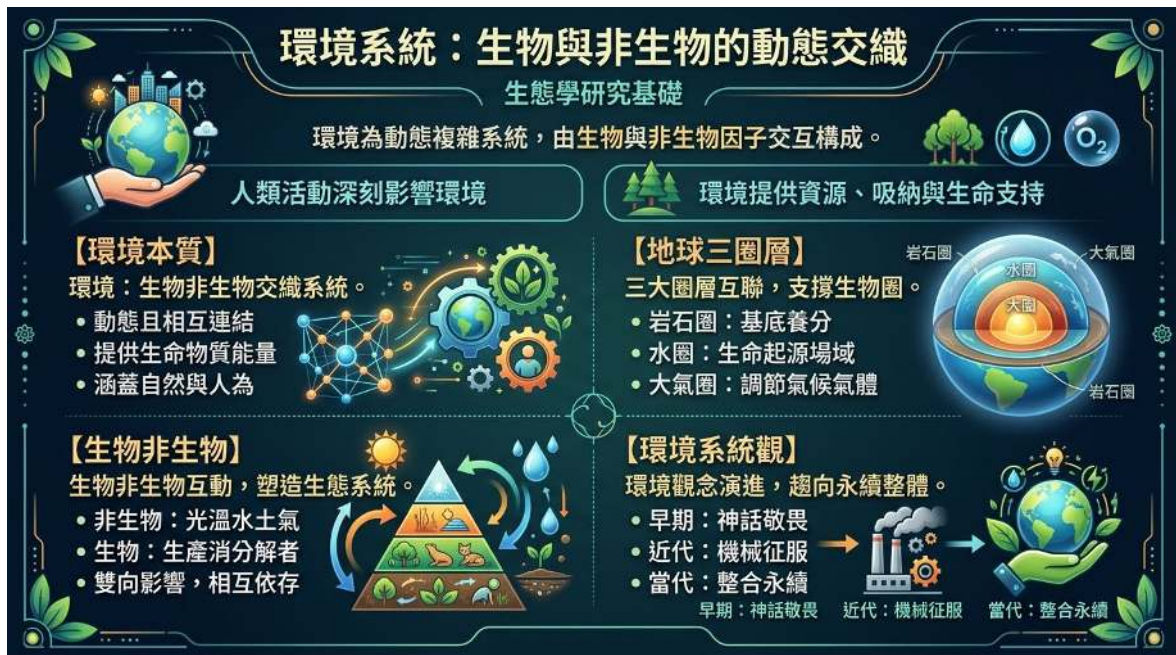 環境系統：生物與非生物的動態交織
生態學研究基礎
環境為動態複雜系統，由生物與非生物因子交互構成。
O₂
人類活動深刻影響環境
環境提供資源、吸納與生命支持
【環境本質】
環境：生物非生物交織系統。
• 動態且相互連結
• 提供生命物質能量
• 涵蓋自然與人為
【地球三圈層】
三大圈層互聯，支撐生物圈。
• 岩石圈：基底養分
• 水圈：生命起源場域
• 大氣圈：調節氣候氣體
岩石圈
大氣圈
水圈
大圈
岩石圈
【生物非生物】
生物非生物互動，塑造生態系統。
• 非生物：光溫水土氣
• 生物：生產消分解者
• 雙向影響，相互依存
【環境系統觀】
環境觀念演進，趨向永續整體。
• 早期：神話敬畏
• 近代：機械征服
• 當代：整合永續
早期：神話敬畏
近代：機械征服
當代：整合永續